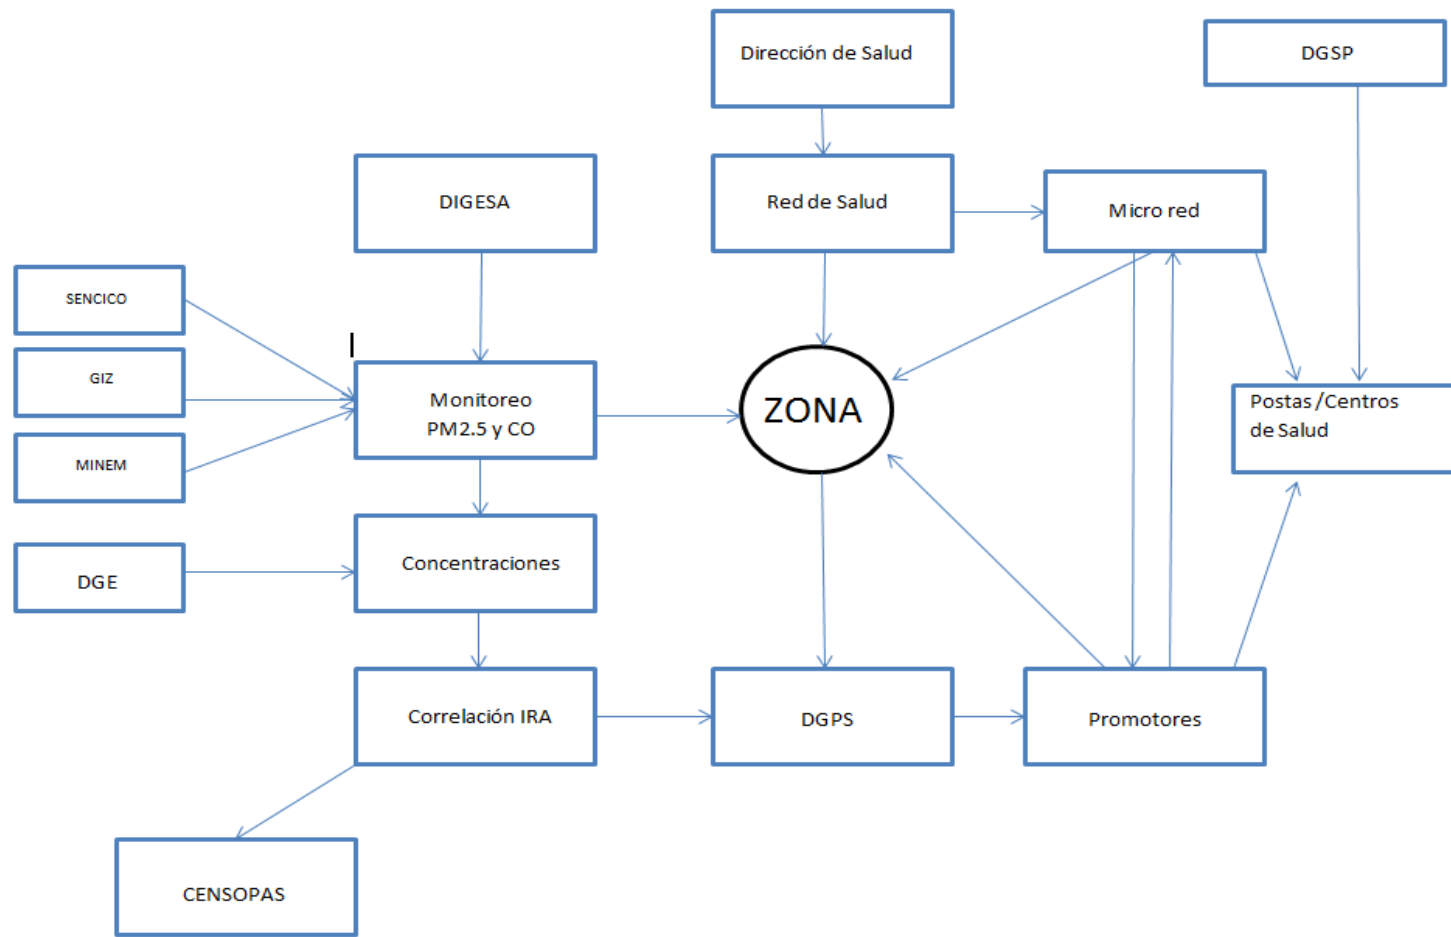 Dirección de Salud
DGSP
DIGESA
Red de Salud
Micro red
SENCICO
GIZ
MINEM
Monitoreo
PM2.5 y CO
ZONA
Postas /Centros
de Salud
DGE
Concentraciones
Correlación IRA
DGPS
Promotores
CENSOPAS